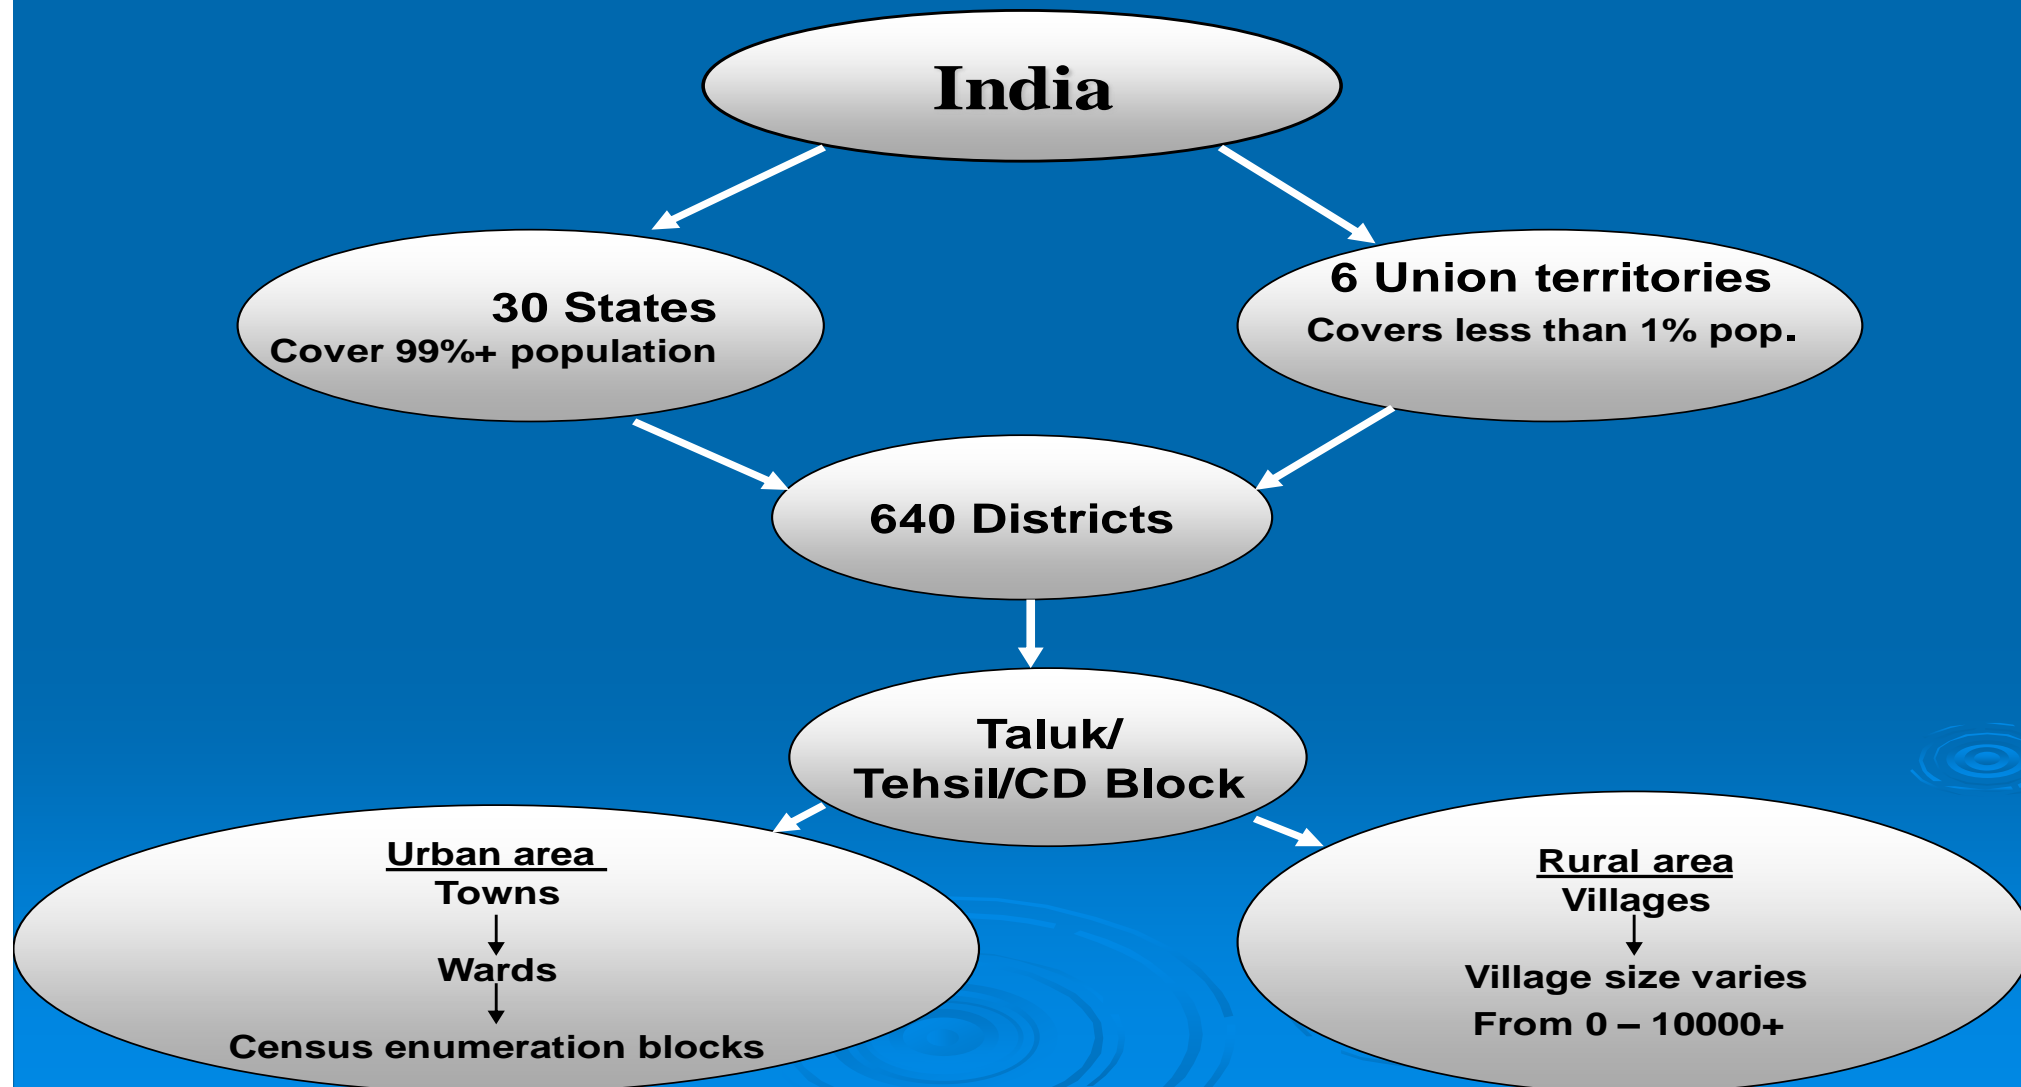 India
30 States
Cover 99%+ population
6 Union territories
Covers less than 1% pop.
640 Districts
Taluk/
Tehsil/CD Block
Urban area
Towns
Wards
Census enumeration blocks
Rural area
Villages
Village size varies
From 0 – 10000+